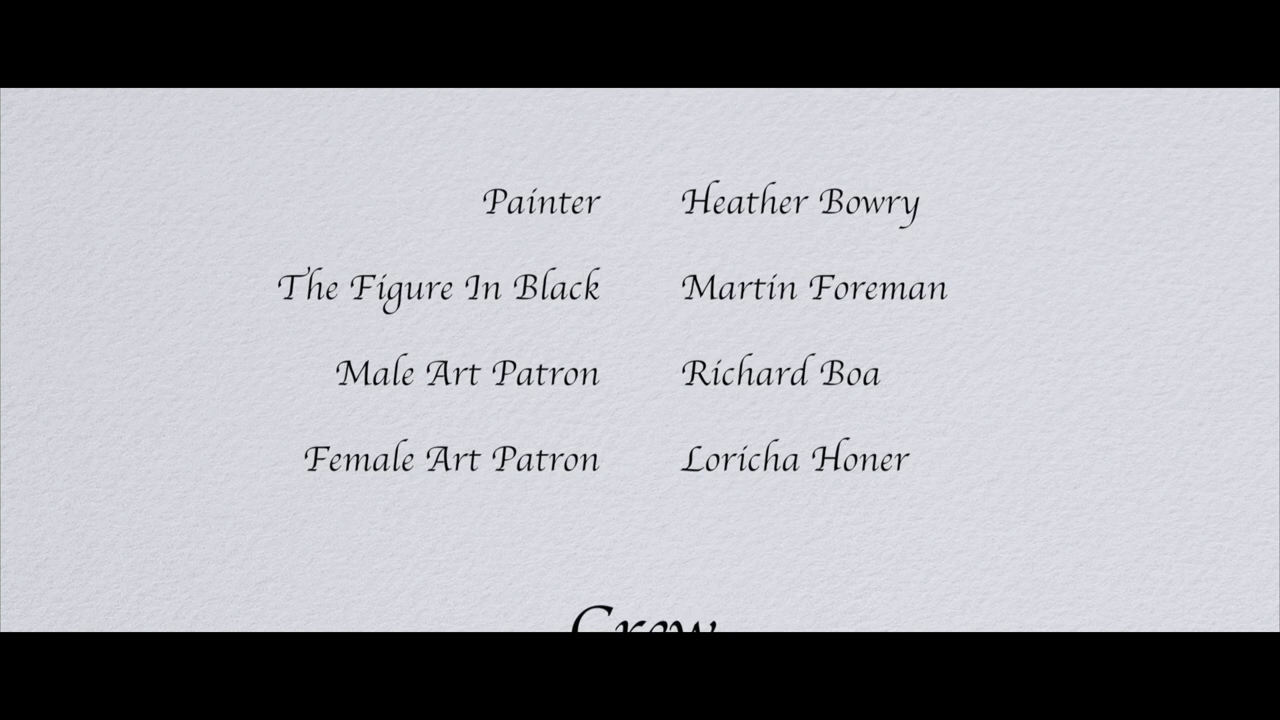 Painter Heather Bowry
The Figure In Black Martin Foreman
Male Art Patron Richard Boa
Female Art Patron Loricha Honer
Crew